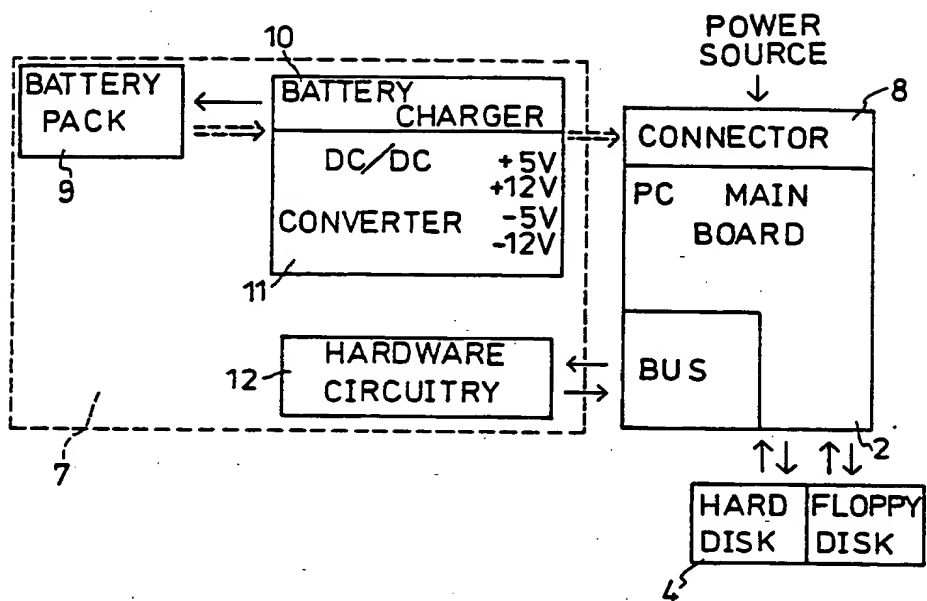 10
POWER
SOURCE
BATTERY
PACK
9
BATTERY
CHARGER
8
CONNECTOR
DC/DC
CONVERTER
+5V
+12V
-5V
-12V
11
PC MAIN
BOARD
12
HARDWARE
CIRCUITRY
BUS
7
2
HARD
DISK
FLOPPY
DISK
4